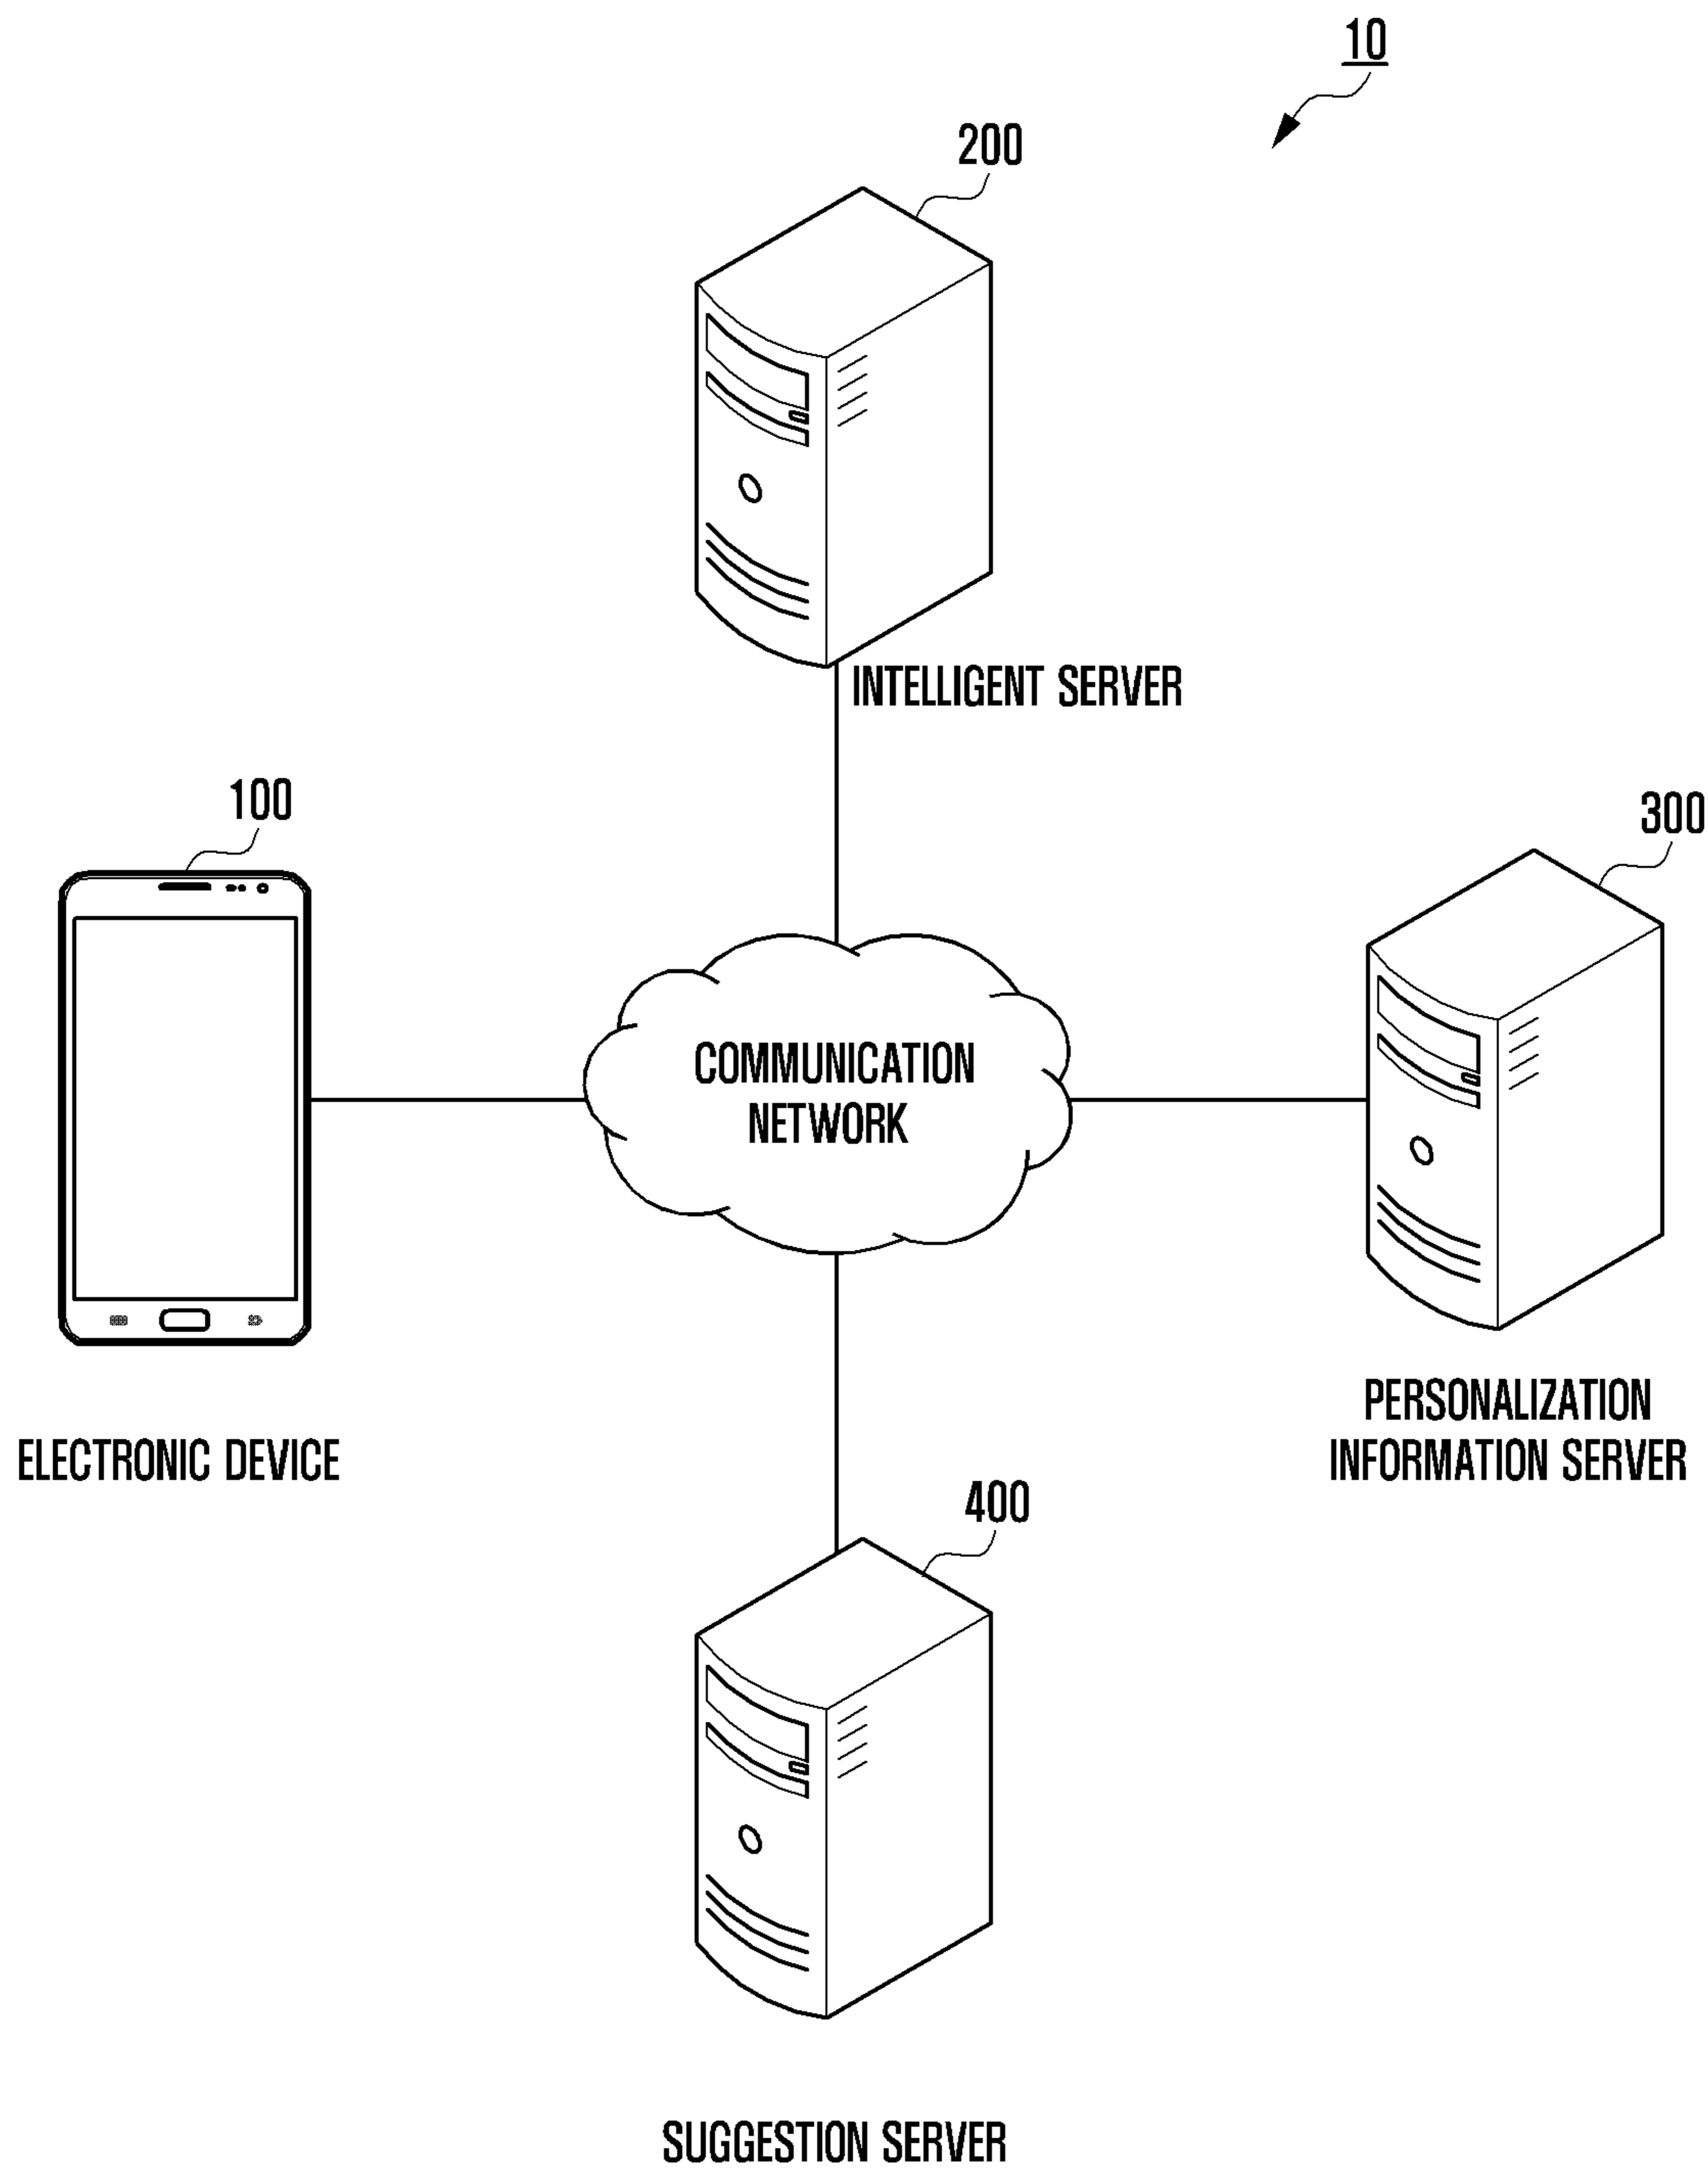 10
200
INTELLIGENT SERVER
100
300
COMMUNICATION
NETWORK
PERSONALIZATION
INFORMATION SERVER
ELECTRONIC DEVICE
400
SUGGESTION SERVER